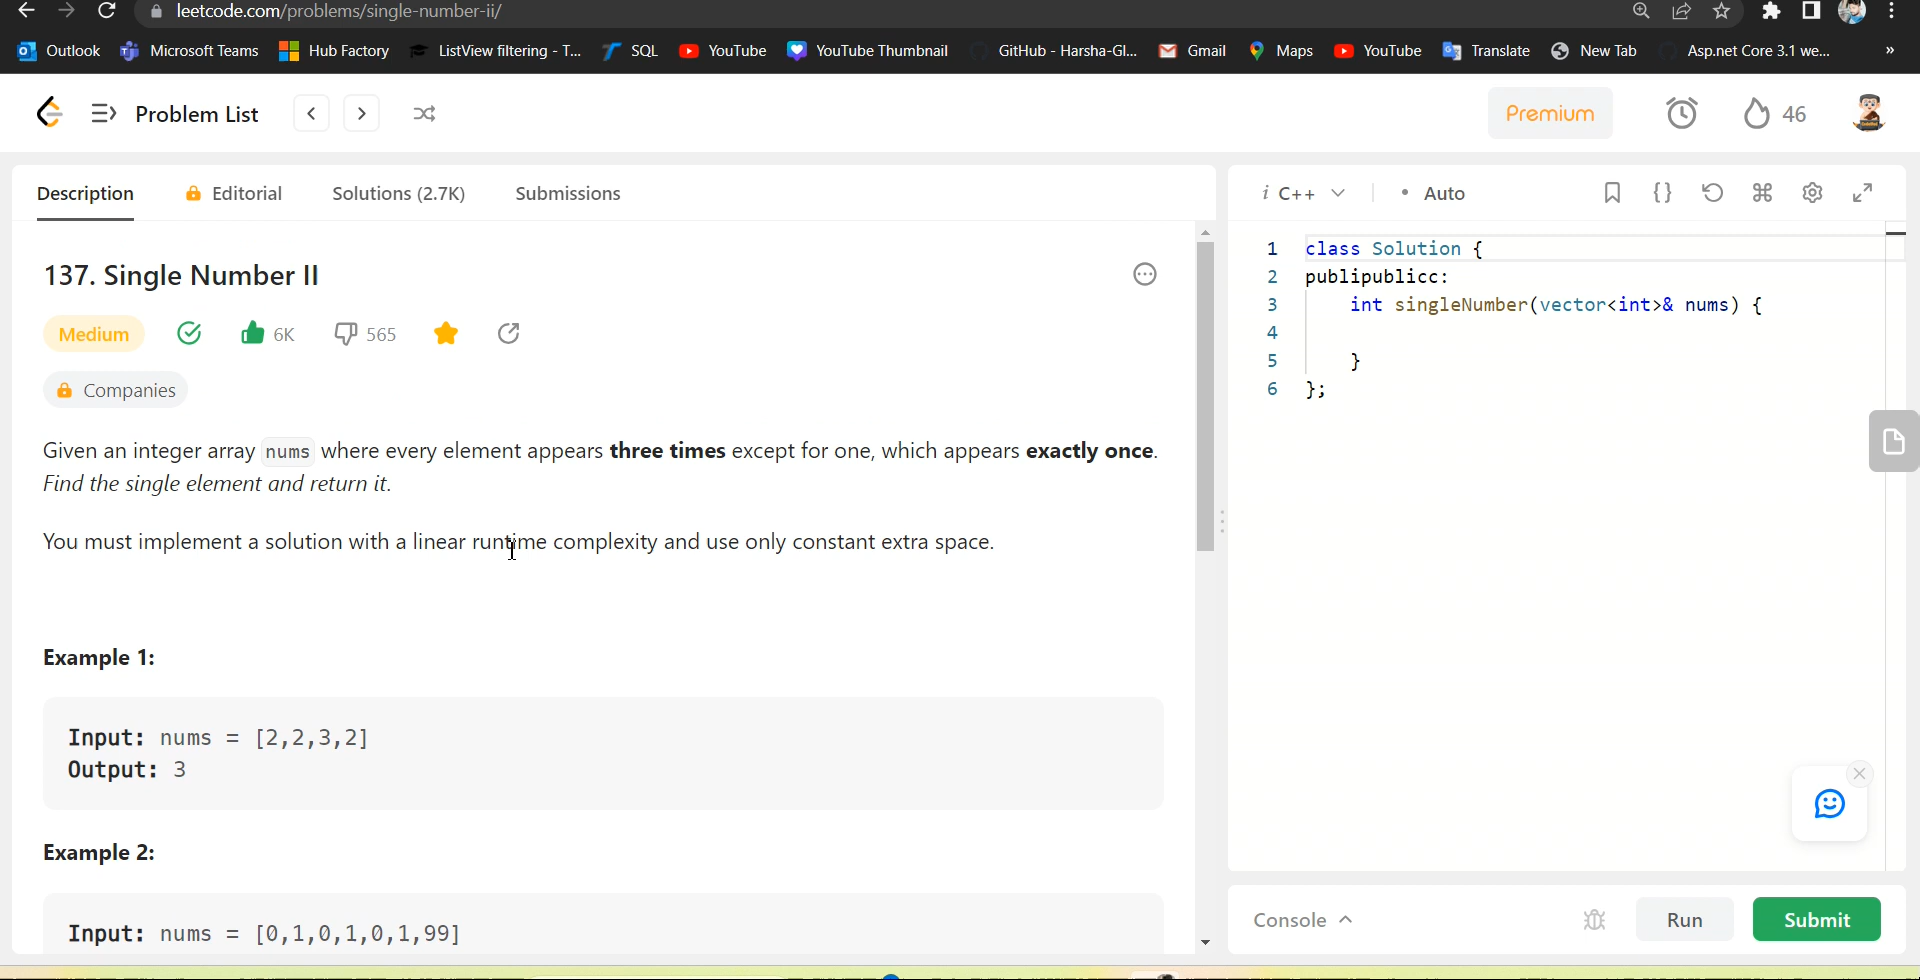 leetcode.com/problems/single-number-ii/
Outlook Microsoft Teams Hub Factory ListView filtering - T... SQL YouTube YouTube Thumbnail GitHub - Harsha-Gl... Gmail Maps YouTube Translate New Tab Asp.net Core 3.1 we... »
Problem List Premium 46
Description Editorial Solutions (2.7K) Submissions
137. Single Number II
Medium 6K 565
Companies
Given an integer array nums where every element appears three times except for one, which appears exactly once.
Find the single element and return it.
You must implement a solution with a linear runtime complexity and use only constant extra space.
Example 1:
Input: nums = [2,2,3,2]
Output: 3
Example 2:
Input: nums = [0,1,0,1,0,1,99]
i C++ • Auto
1 class Solution {
2 publipublicc:
3 int singleNumber(vector<int>& nums) {
4
5 }
6 };
Console Run Submit